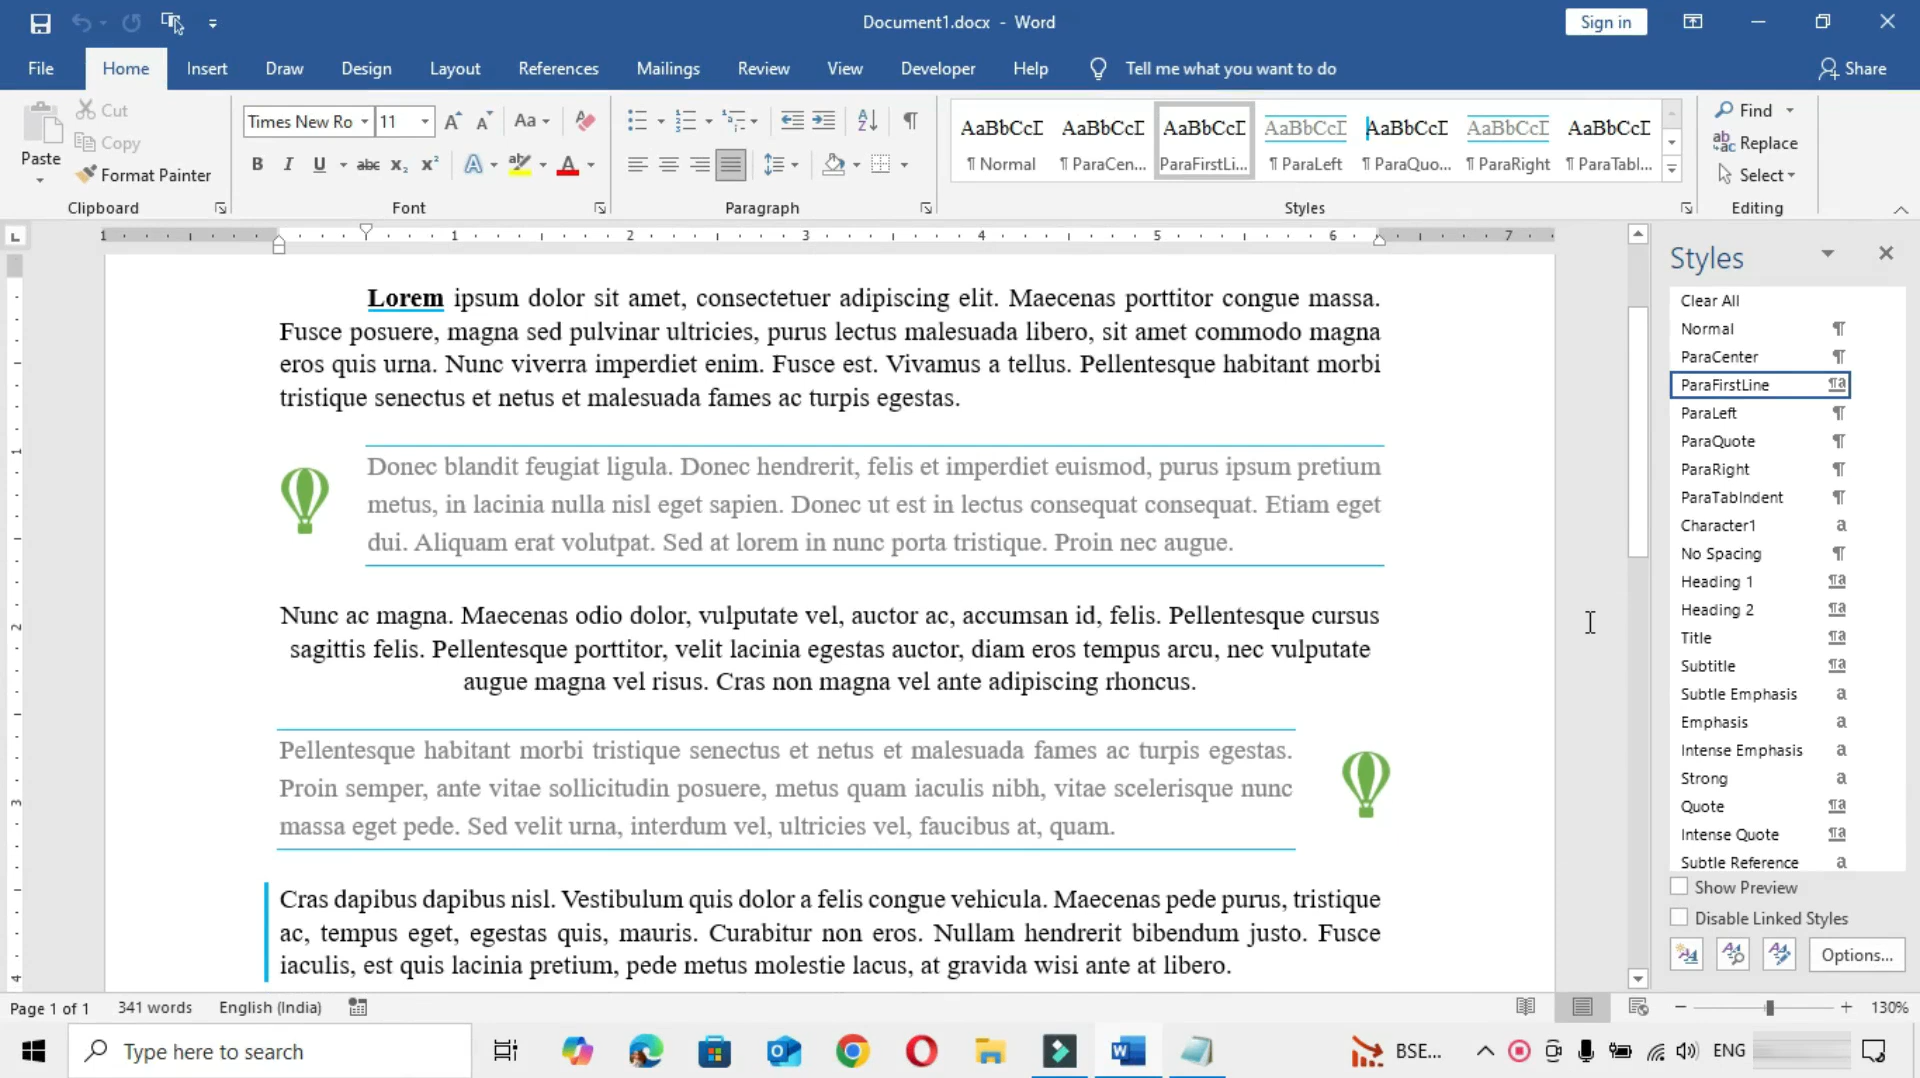 Document1.docx - Word
Sign in
File Home Insert Draw Design Layout References Mailings Review View Developer Help Tell me what you want to do Share
Paste
Cut
Copy
Format Painter
Clipboard
Times New Ro 11
Font
Paragraph
AaBbCcI AaBbCcI AaBbCcI AaBbCcI AaBbCcI AaBbCcI AaBbCcI
¶ Normal ¶ ParaCen... ParaFirstLi... ¶ ParaLeft ¶ ParaQuo... ¶ ParaRight ¶ ParaTabl...
Styles
Find
Replace
Select
Editing
1 1 2 3 4 5 6 7
Lorem ipsum dolor sit amet, consectetuer adipiscing elit. Maecenas porttitor congue massa.
Fusce posuere, magna sed pulvinar ultricies, purus lectus malesuada libero, sit amet commodo magna
eros quis urna. Nunc viverra imperdiet enim. Fusce est. Vivamus a tellus. Pellentesque habitant morbi
tristique senectus et netus et malesuada fames ac turpis egestas.
Donec blandit feugiat ligula. Donec hendrerit, felis et imperdiet euismod, purus ipsum pretium
metus, in lacinia nulla nisl eget sapien. Donec ut est in lectus consequat consequat. Etiam eget
dui. Aliquam erat volutpat. Sed at lorem in nunc porta tristique. Proin nec augue.
Nunc ac magna. Maecenas odio dolor, vulputate vel, auctor ac, accumsan id, felis. Pellentesque cursus
sagittis felis. Pellentesque porttitor, velit lacinia egestas auctor, diam eros tempus arcu, nec vulputate
augue magna vel risus. Cras non magna vel ante adipiscing rhoncus.
Pellentesque habitant morbi tristique senectus et netus et malesuada fames ac turpis egestas.
Proin semper, ante vitae sollicitudin posuere, metus quam iaculis nibh, vitae scelerisque nunc
massa eget pede. Sed velit urna, interdum vel, ultricies vel, faucibus at, quam.
Cras dapibus dapibus nisl. Vestibulum quis dolor a felis congue vehicula. Maecenas pede purus, tristique
ac, tempus eget, egestas quis, mauris. Curabitur non eros. Nullam hendrerit bibendum justo. Fusce
iaculis, est quis lacinia pretium, pede metus molestie lacus, at gravida wisi ante at libero.
Styles
Clear All
Normal ¶
ParaCenter ¶
ParaFirstLine ¶a
ParaLeft ¶
ParaQuote ¶
ParaRight ¶
ParaTabIndent ¶
Character1 a
No Spacing ¶
Heading 1 ¶a
Heading 2 ¶a
Title ¶a
Subtitle ¶a
Subtle Emphasis a
Emphasis a
Intense Emphasis a
Strong a
Quote ¶a
Intense Quote ¶a
Subtle Reference a
Show Preview
Disable Linked Styles
Options...
Page 1 of 1 341 words English (India) 130%
Type here to search
BSE... ENG